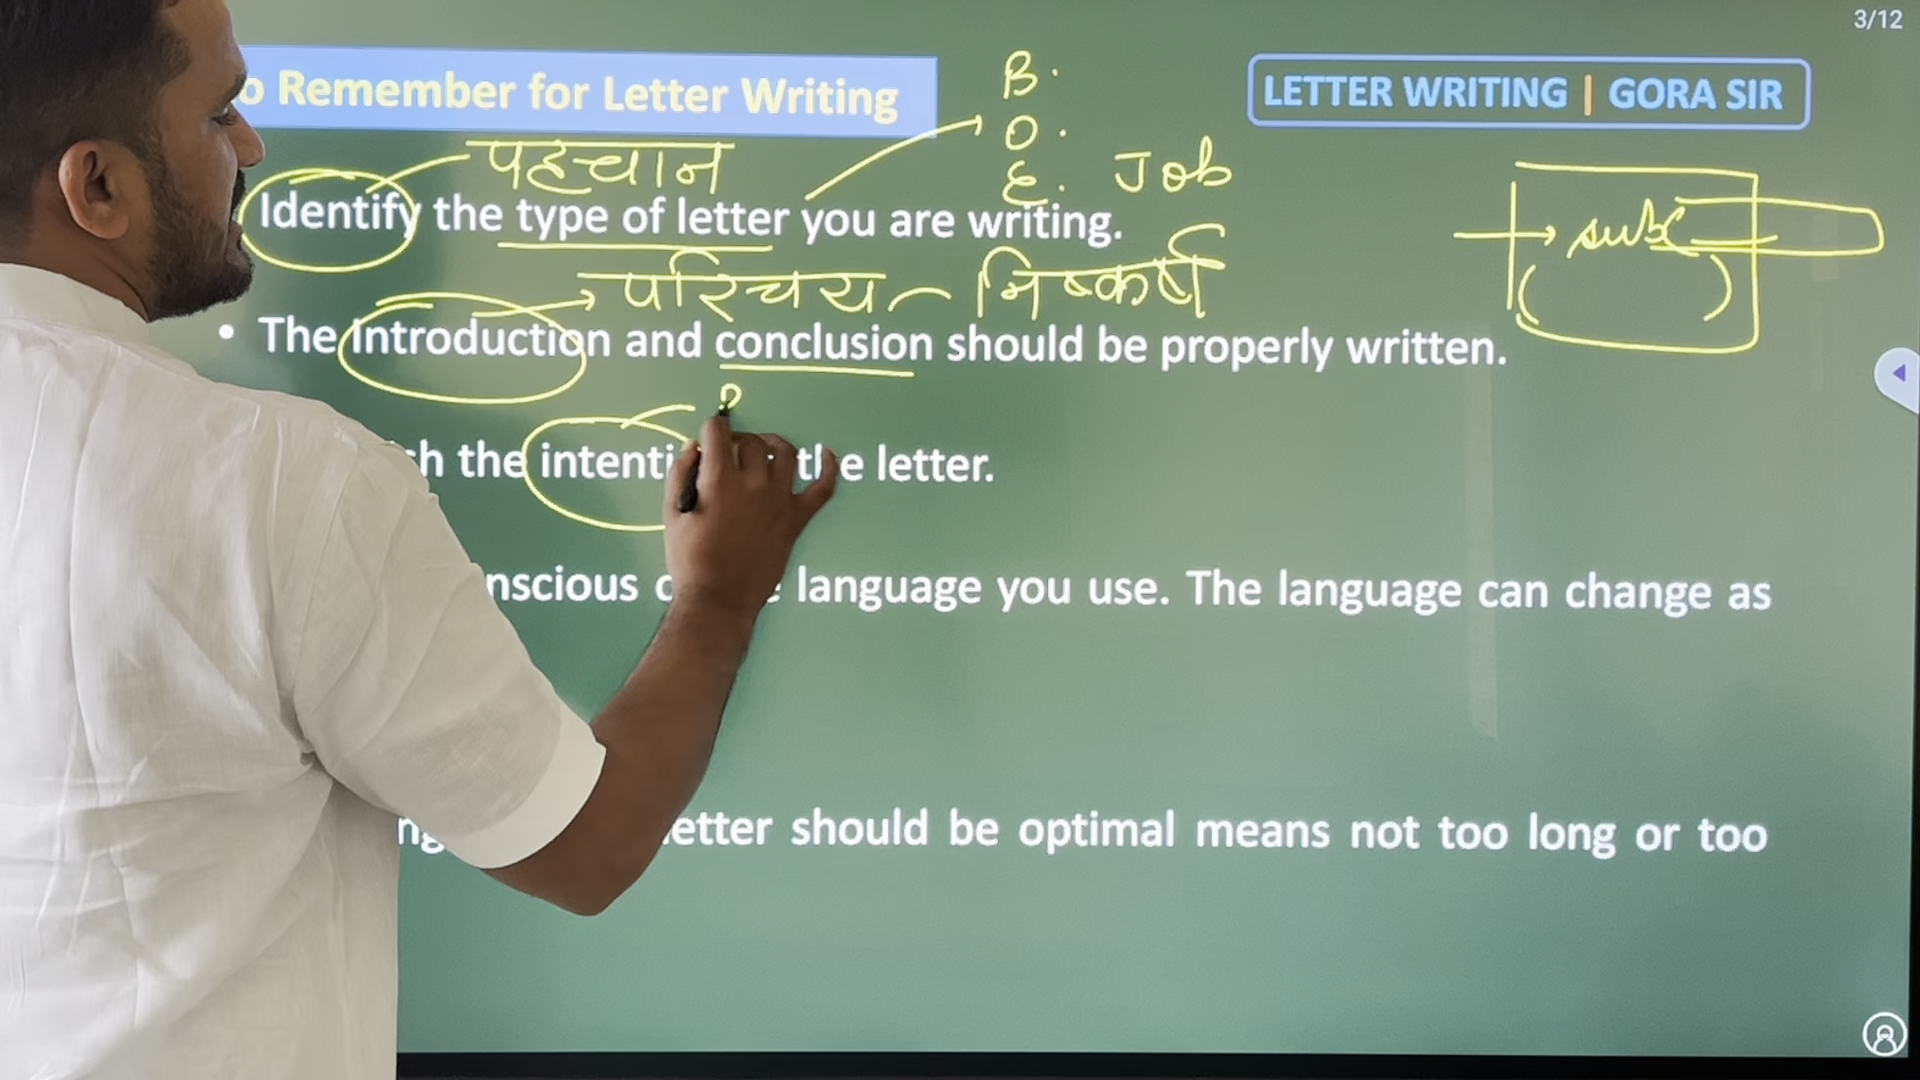 3/12
o Remember for Letter Writing
LETTER WRITING | GORA SIR
B.
O.
E. Job
पहचान
Identify the type of letter you are writing.
subc
( )
परिचय - निष्कर्ष
• The Introduction and conclusion should be properly written.
the intenti the letter.
nscious language you use. The language can change as
etter should be optimal means not too long or too